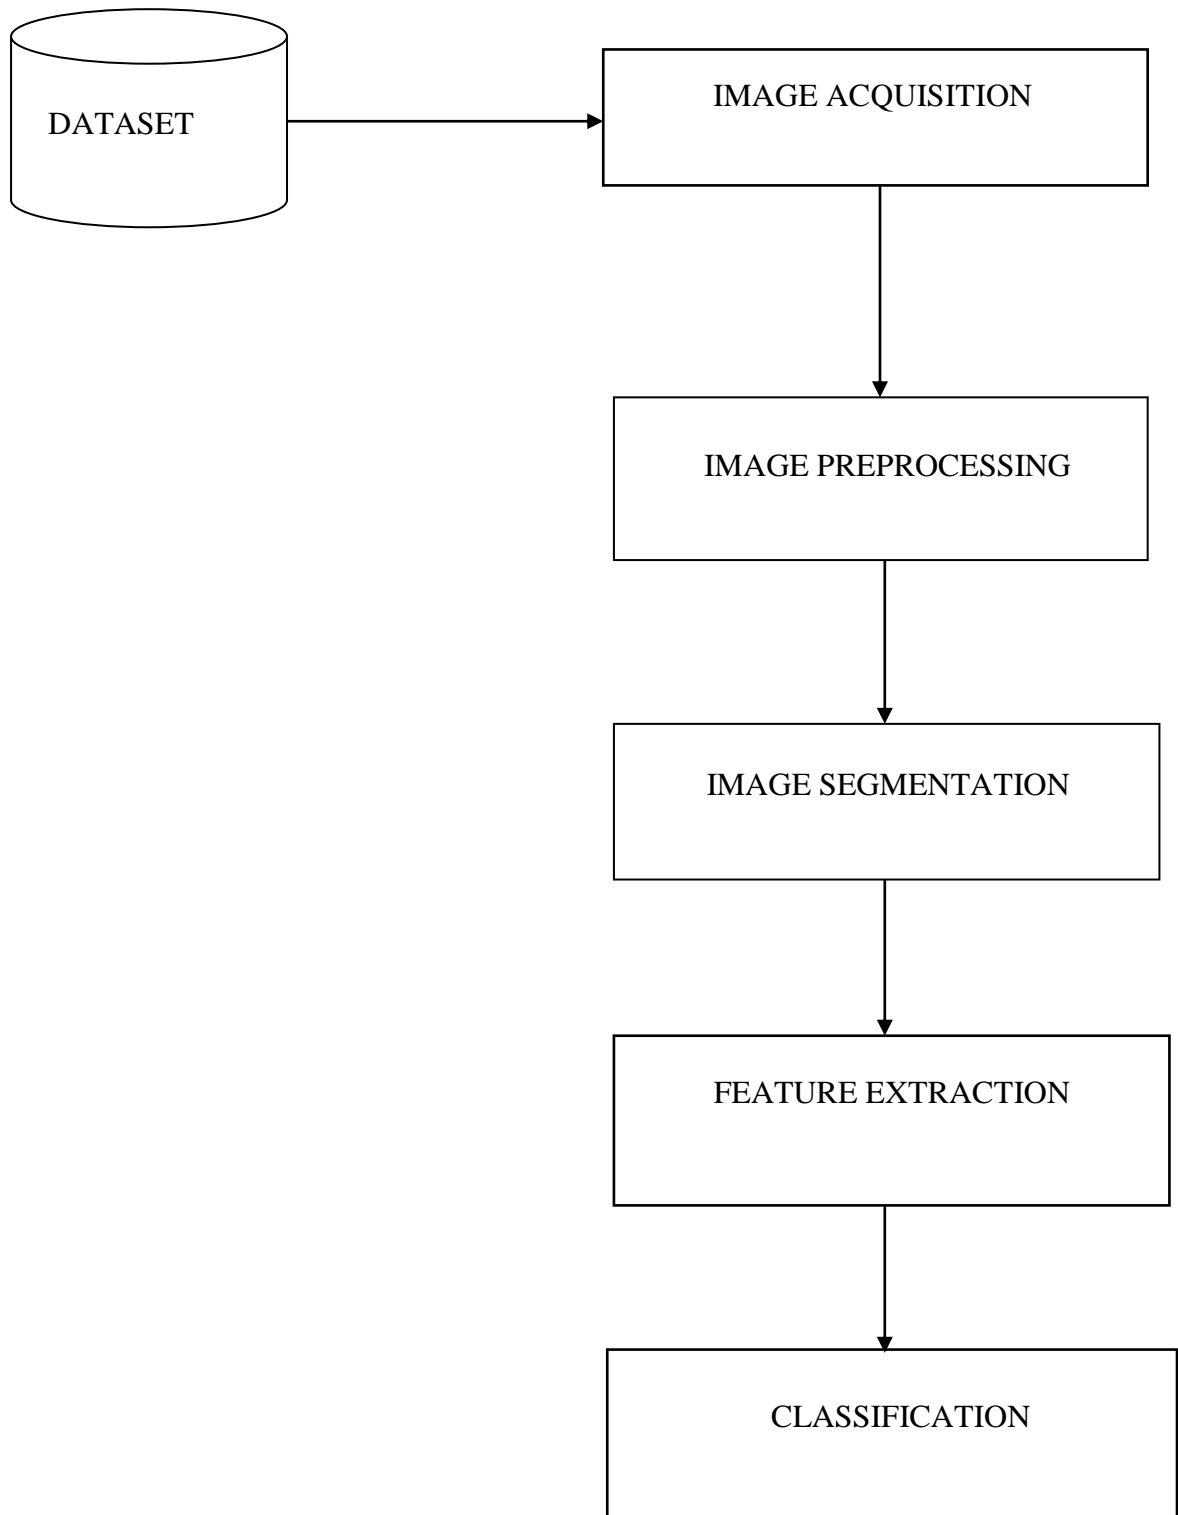 DATASET
IMAGE ACQUISITION
IMAGE PREPROCESSING
IMAGE SEGMENTATION
FEATURE EXTRACTION
CLASSIFICATION